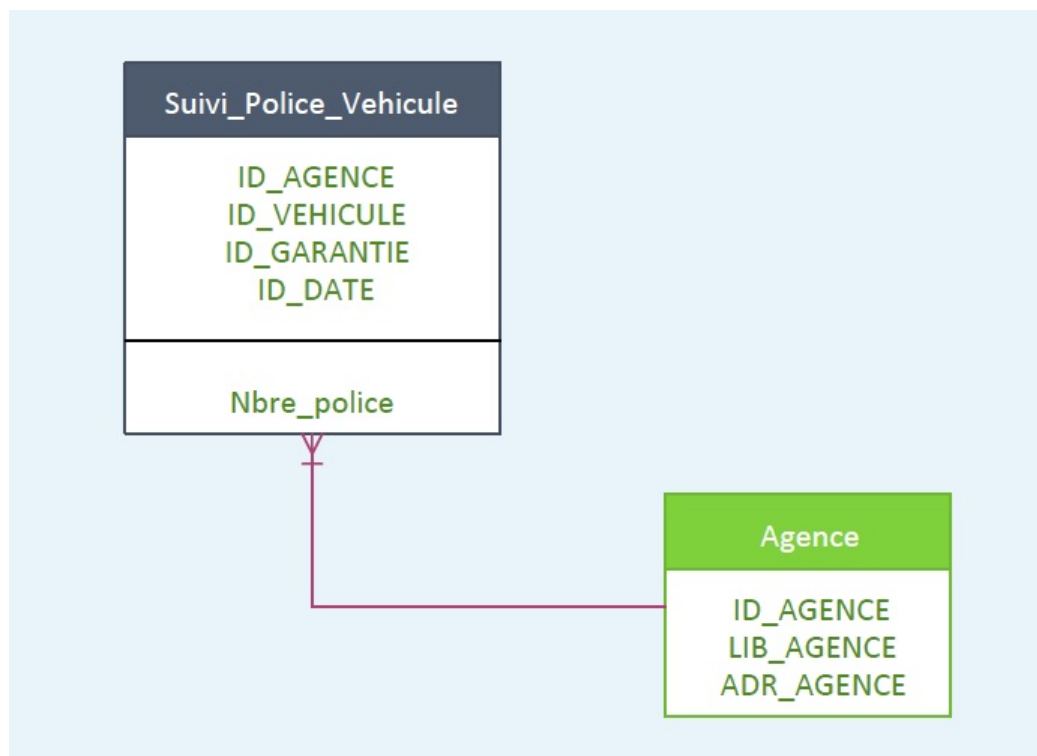 Suivi_Police_Vehicule
ID_AGENCE
ID_VEHICULE
ID_GARANTIE
ID_DATE
Nbre_police
Agence
ID_AGENCE
LIB_AGENCE
ADR_AGENCE